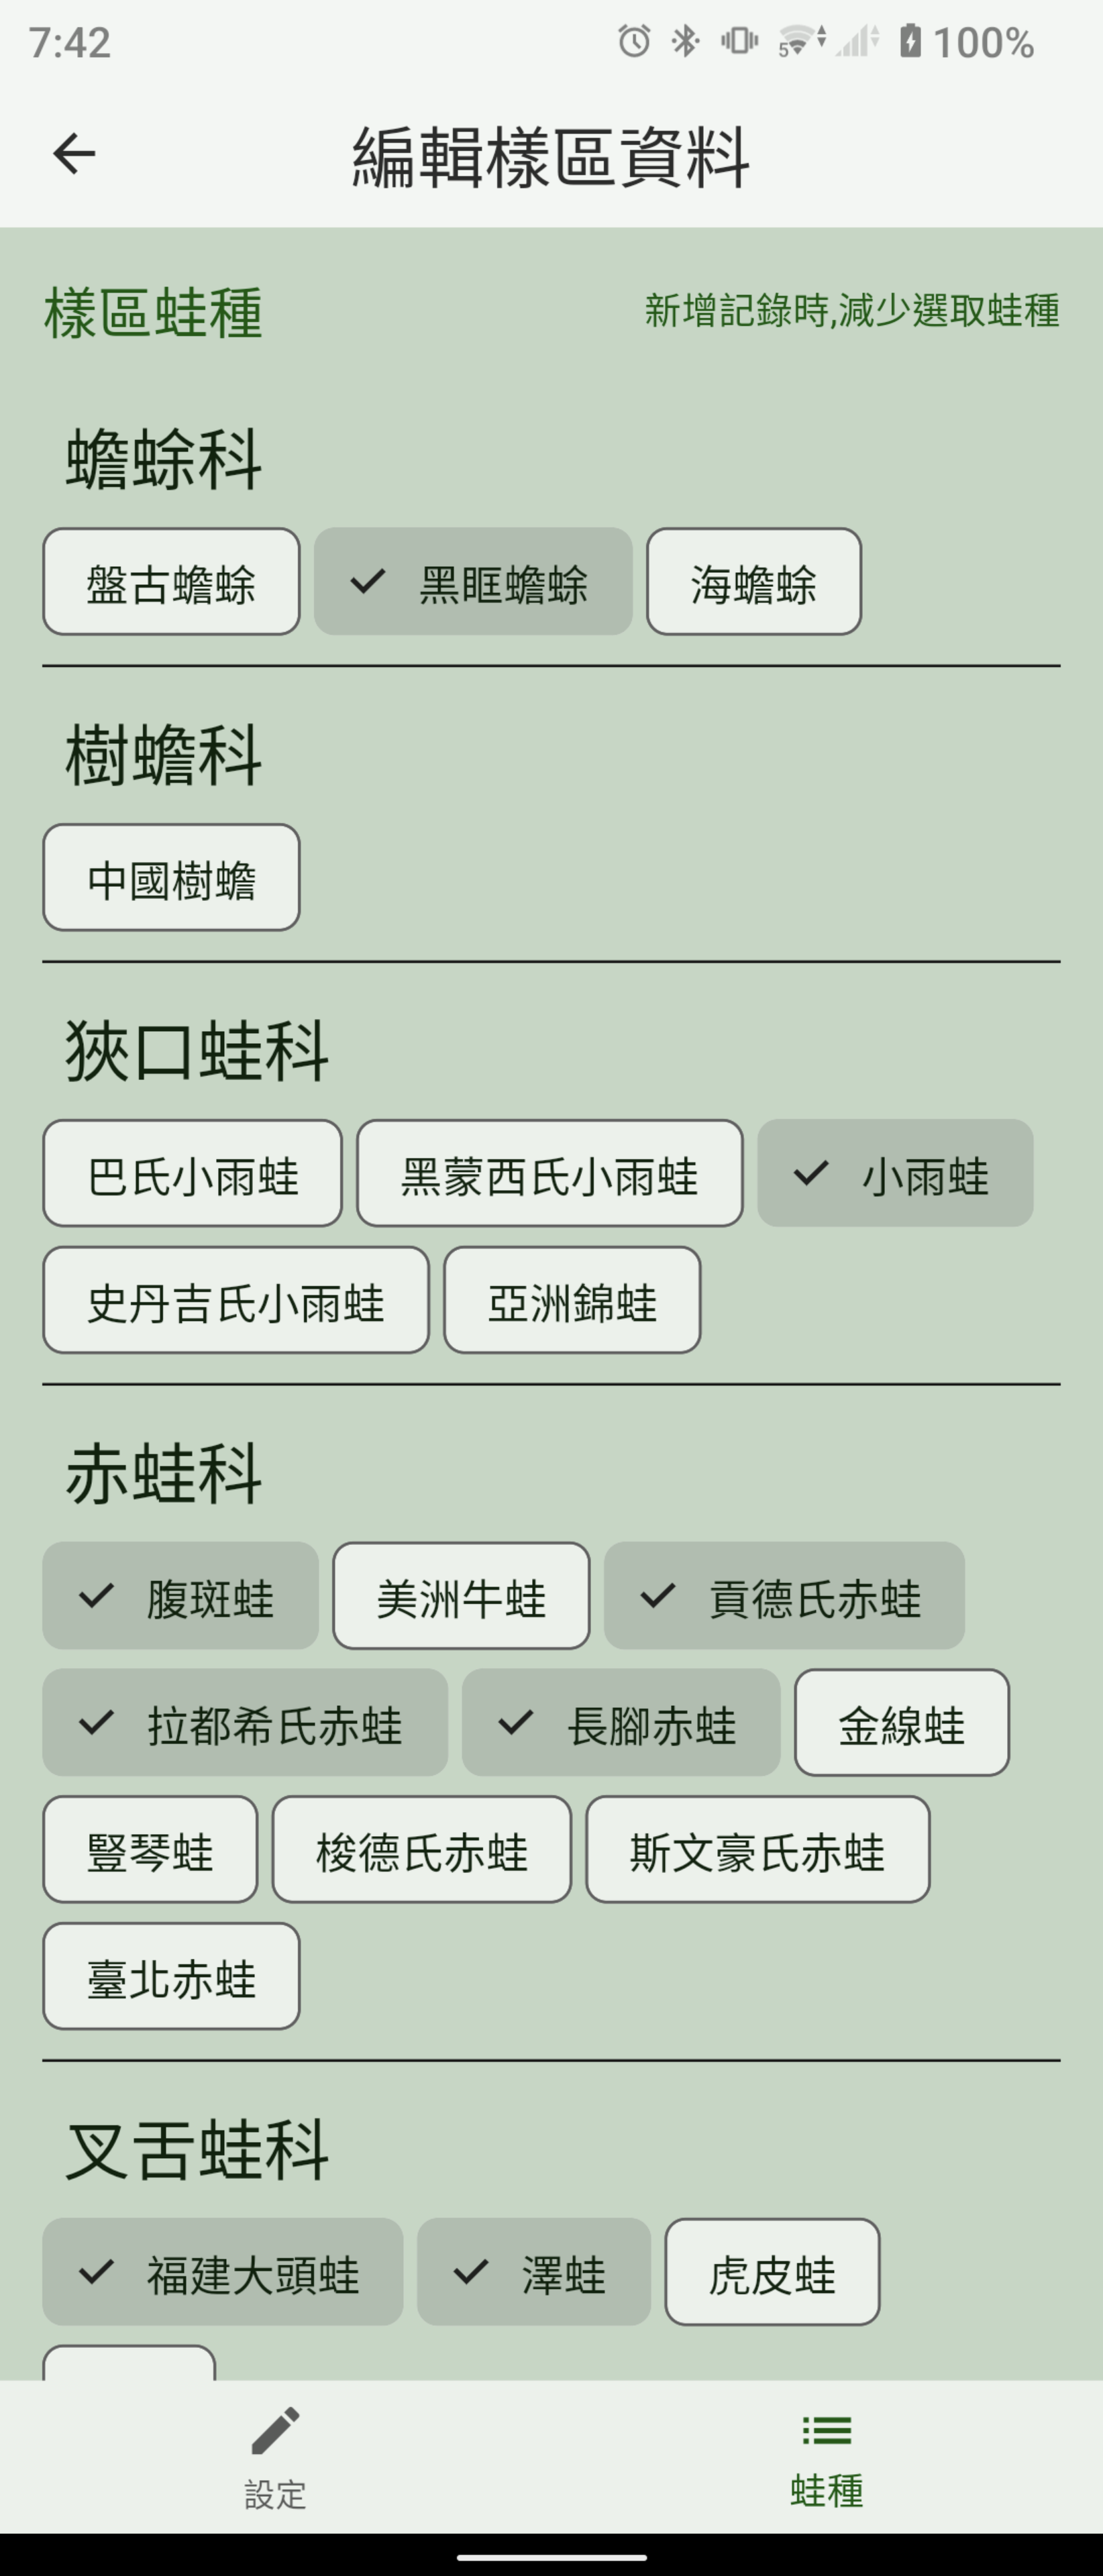 7:42
5
100%
編輯樣區資料
樣區蛙種
新增記錄時,減少選取蛙種
蟾蜍科
盤古蟾蜍 黑眶蟾蜍 海蟾蜍
樹蟾科
中國樹蟾
狹口蛙科
巴氏小雨蛙 黑蒙西氏小雨蛙 小雨蛙
史丹吉氏小雨蛙 亞洲錦蛙
赤蛙科
腹斑蛙 美洲牛蛙 貢德氏赤蛙
拉都希氏赤蛙 長腳赤蛙 金線蛙
豎琴蛙 梭德氏赤蛙 斯文豪氏赤蛙
臺北赤蛙
叉舌蛙科
福建大頭蛙 澤蛙 虎皮蛙
設定 蛙種